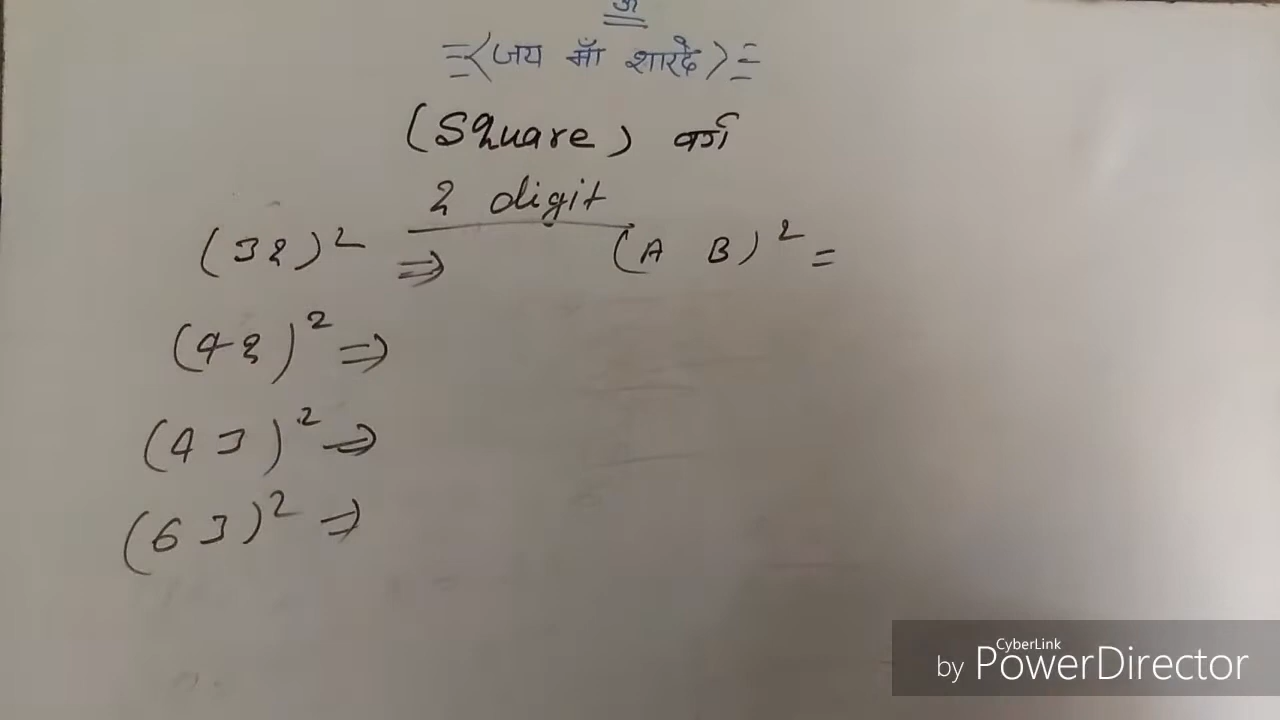 ॐ
=〈जय माँ शारदे〉=
(Square) वर्ग
2 digit
(32)² ⇒ (A B)² =
(42)² ⇒
(43)² ⇒
(63)² ⇒
CyberLink
by PowerDirector